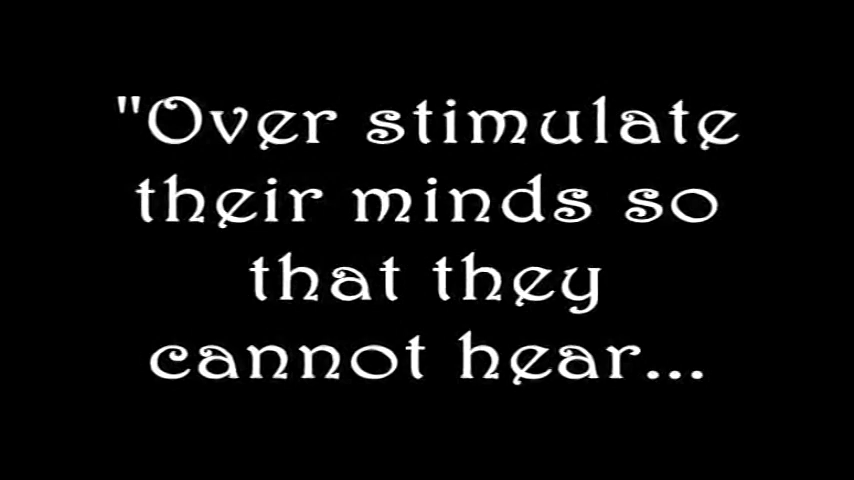 "Over stimulate
their minds so
that they
cannot hear...